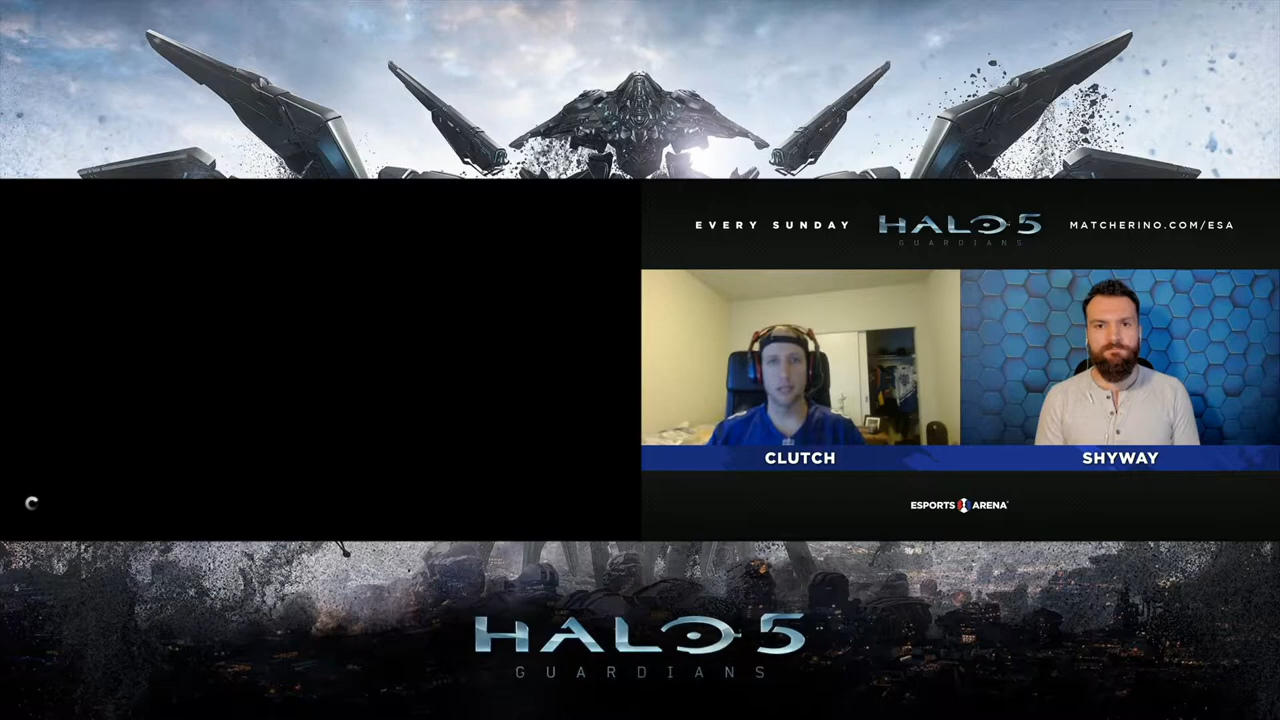 EVERY SUNDAY
HALO 5
GUARDIANS
MATCHERINO.COM/ESA
CLUTCH
SHYWAY
ESPORTS ARENA
HALO 5
GUARDIANS